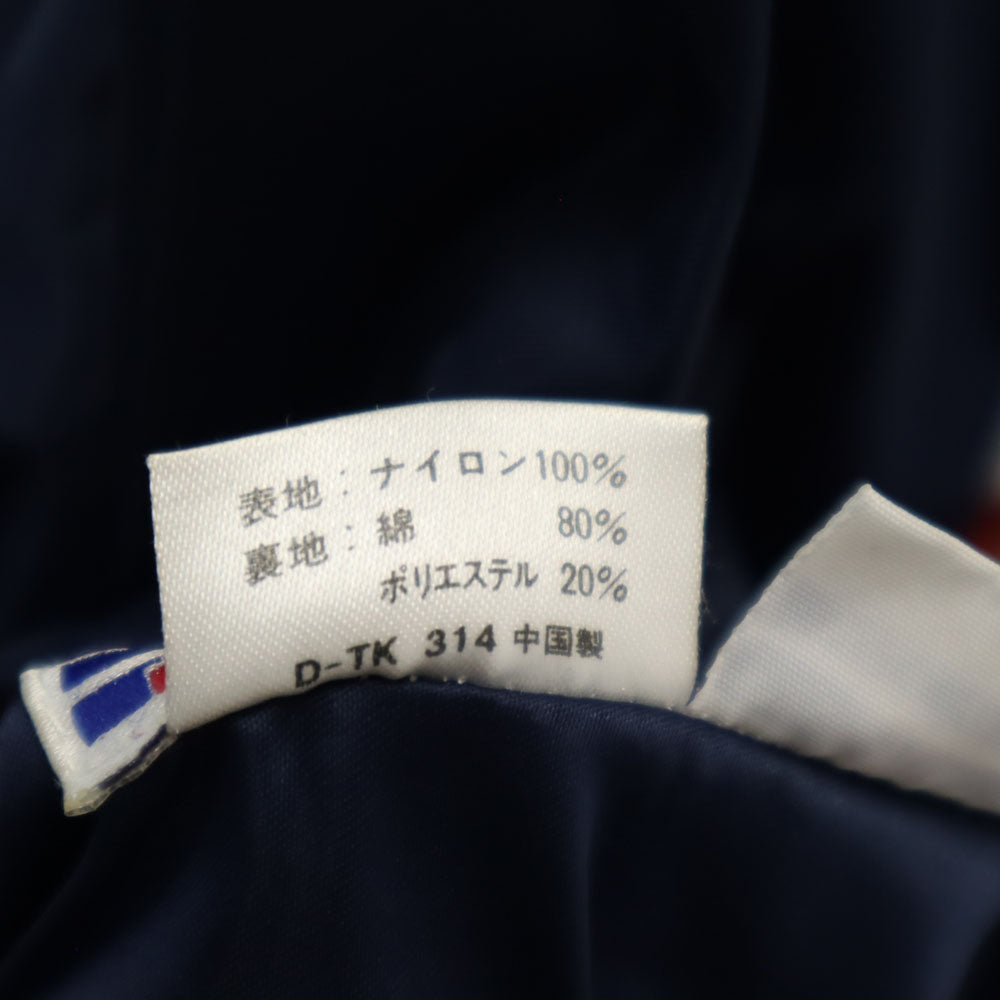 表地：ナイロン100%
裏地：綿 80%
ポリエステル 20%
D-TK 314 中国製